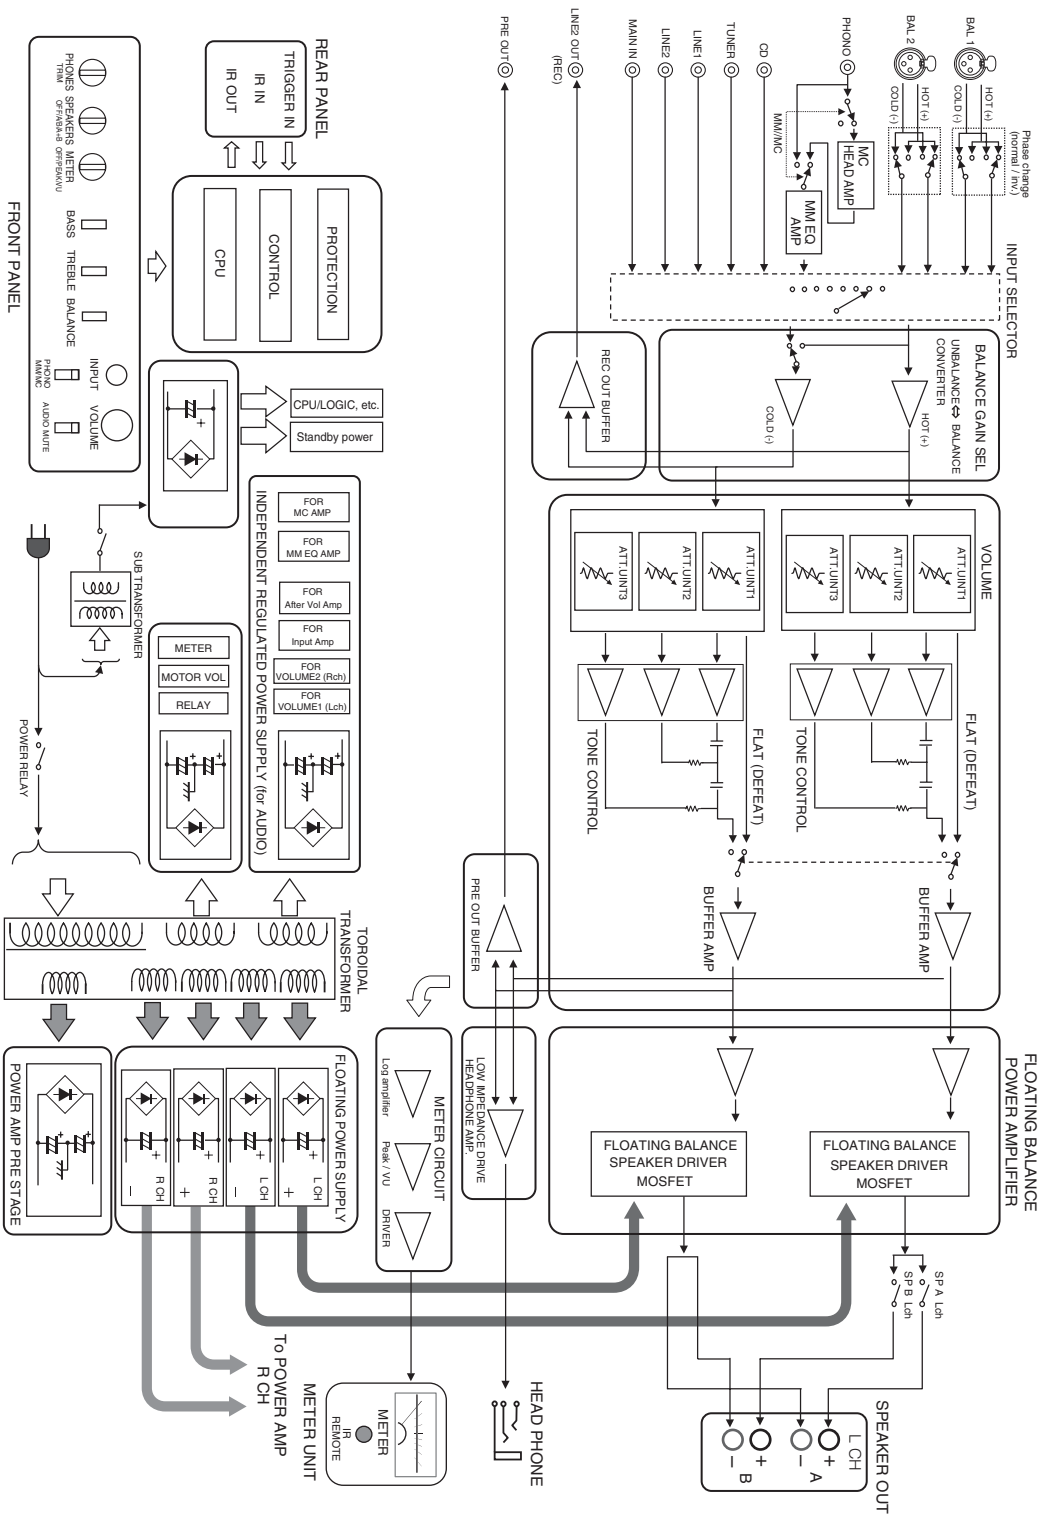 BAL 1
BAL 2
PHONO
CD
TUNER
LINE1
LINE2
MAIN IN
LINE2 OUT
(REC)
PRE OUT
HOT (+)
COLD (-)
HOT (+)
COLD (-)
Phase change
(normal / inv.)
MM//MC
MC
HEAD AMP
MM EQ
AMP
INPUT SELECTOR
BALANCE GAIN SEL
UNBALANCE⇔ BALANCE
CONVERTER
HOT (+)
COLD (-)
REC OUT BUFFER
VOLUME
ATT.UINT1
ATT.UINT2
ATT.UINT3
ATT.UINT1
ATT.UINT2
ATT.UINT3
FLAT (DEFEAT)
TONE CONTROL
FLAT (DEFEAT)
TONE CONTROL
BUFFER AMP
BUFFER AMP
PRE OUT BUFFER
FLOATING BALANCE
POWER AMPLIFIER
FLOATING BALANCE
SPEAKER DRIVER
MOSFET
FLOATING BALANCE
SPEAKER DRIVER
MOSFET
LOW IMPEDANCE DRIVE
HEADPHONE AMP.
SP A Lch
SP B Lch
SPEAKER OUT
L CH
+
A
−
+
B
−
HEAD PHONE
METER CIRCUIT
Log amplifier
Peak / VU
DRIVER
METER UNIT
METER
IR
REMOTE
To POWER AMP
R CH
REAR PANEL
TRIGGER IN
IR IN
IR OUT
PROTECTION
CONTROL
CPU
FRONT PANEL
PHONES
TRIM
SPEAKERS
OFF/A/B/A+B
METER
OFF/PEAK/VU
BASS
TREBLE
BALANCE
INPUT
VOLUME
PHONO
MM/MC
AUDIO MUTE
CPU/LOGIC, etc.
Standby power
+
SUB TRANSFORMER
POWER RELAY
INDEPENDENT REGULATED POWER SUPPLY (for AUDIO)
FOR
MC AMP
FOR
MM EQ AMP
FOR
After Vol Amp
FOR
Input Amp
FOR
VOLUME2 (Rch)
FOR
VOLUME1 (Lch)
+ +
METER
MOTOR VOL
RELAY
+ +
TOROIDAL
TRANSFORMER
FLOATING POWER SUPPLY
+
L CH
+
+
L CH
−
+
R CH
+
+
R CH
−
POWER AMP PRE STAGE
+ +